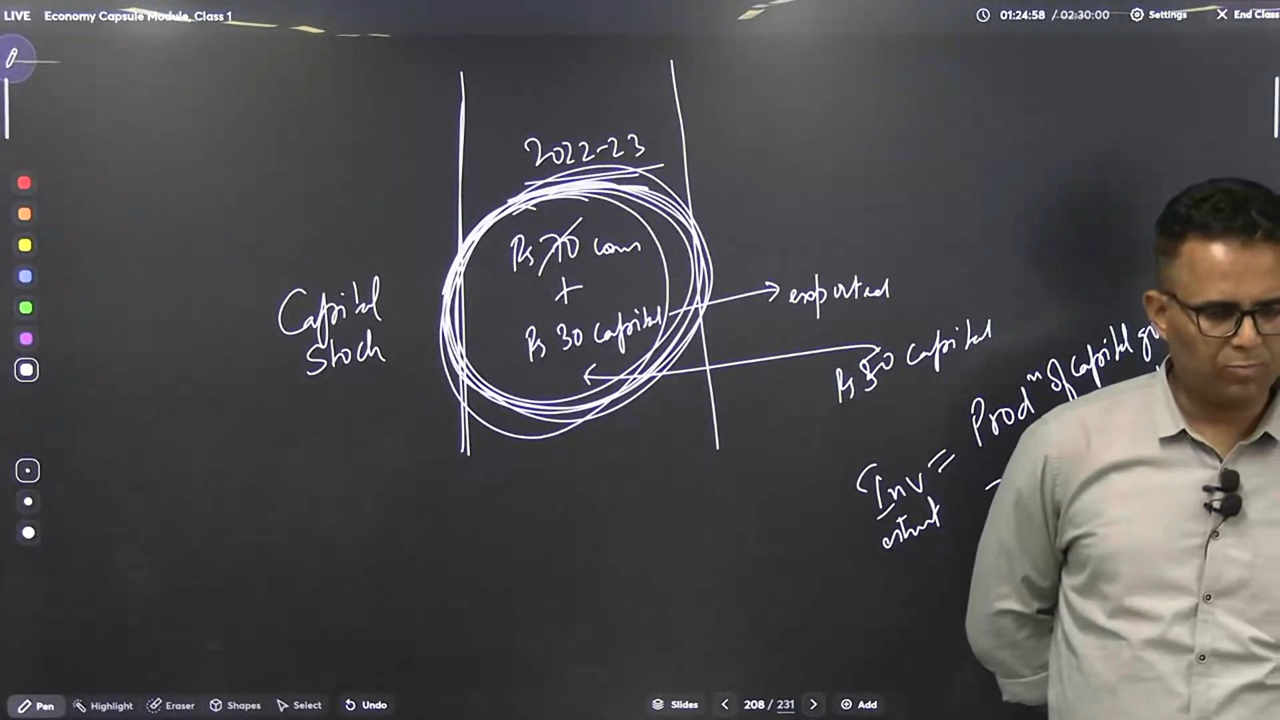 LIVE Economy Capsule Module, Class 1
01:24:58 / 02:30:00 Settings End Class
2022-23
Rs 70 cons
+
Rs 30 capital
exported
Capital
Stock
Rs 50 capital
Prodⁿ of capital
Inv =
Pen Highlight Eraser Shapes Select Undo
Slides 208 / 231 Add